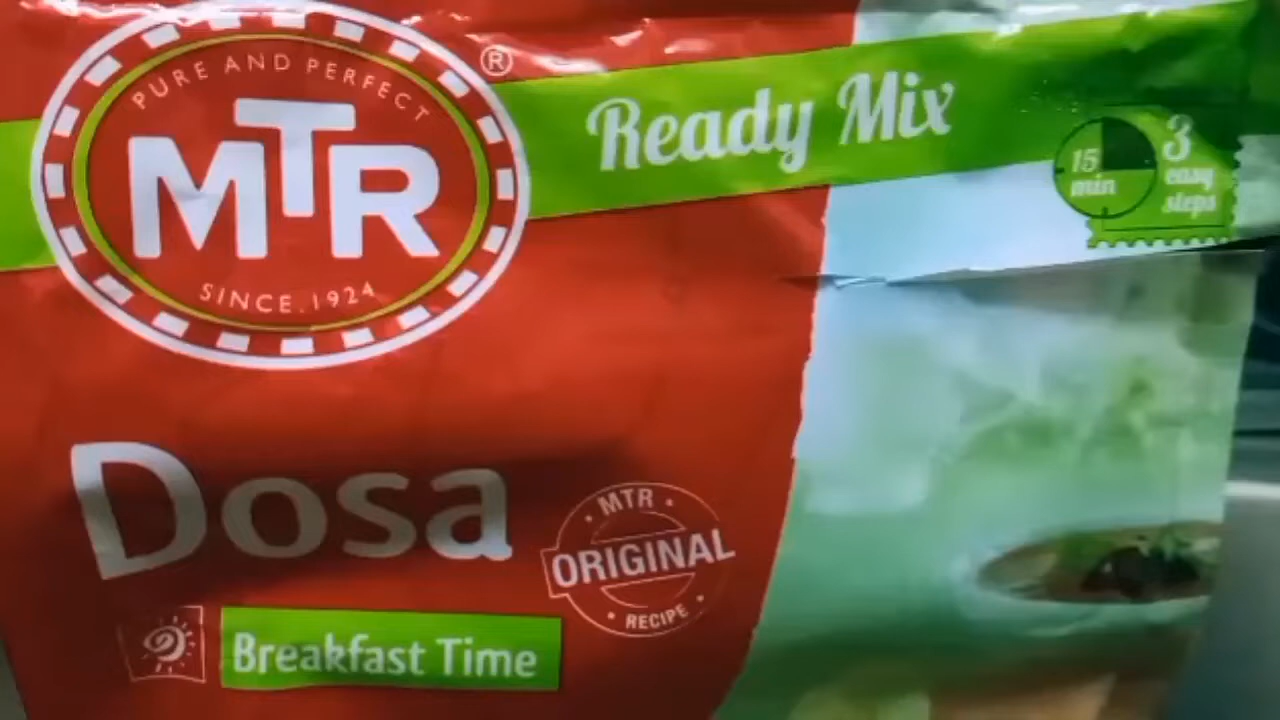 PURE AND PERFECT
MTR
SINCE.1924
®
Ready Mix
15
min
3
easy
steps
Dosa
• MTR •
ORIGINAL
• RECIPE •
Breakfast Time